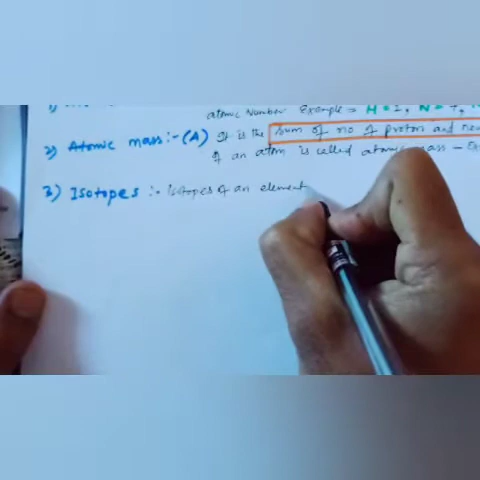 atomic Number Example = H = 1, N = 7,
2) Atomic mass :- (A) It is the sum of no of protons and neu
of an atom is called atomic mass - Ex
3) Isotopes :- Isotopes of an element